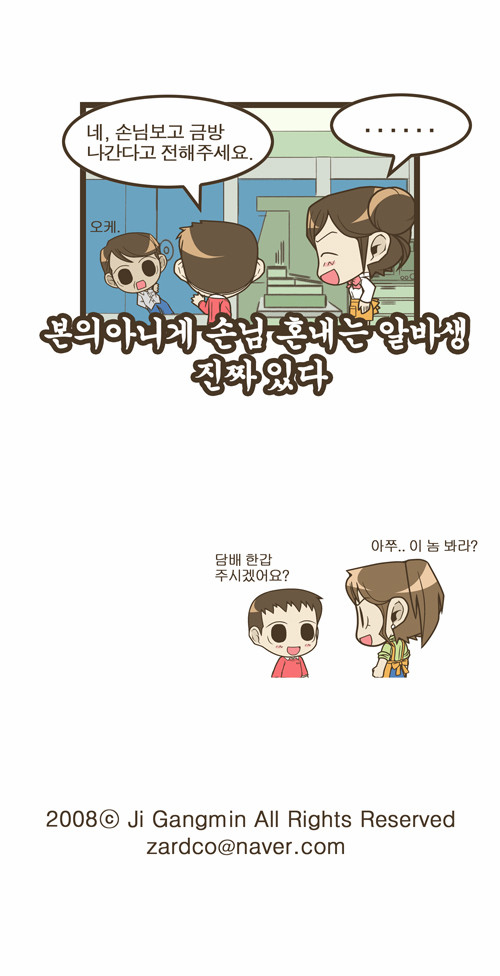 네, 손님보고 금방
나간다고 전해주세요.
......
오케.
본의아니게 손님 혼내는 알바생
진짜 있다
아쭈.. 이 놈 봐라?
담배 한갑
주시겠어요?
2008ⓒ Ji Gangmin All Rights Reserved
zardco@naver.com